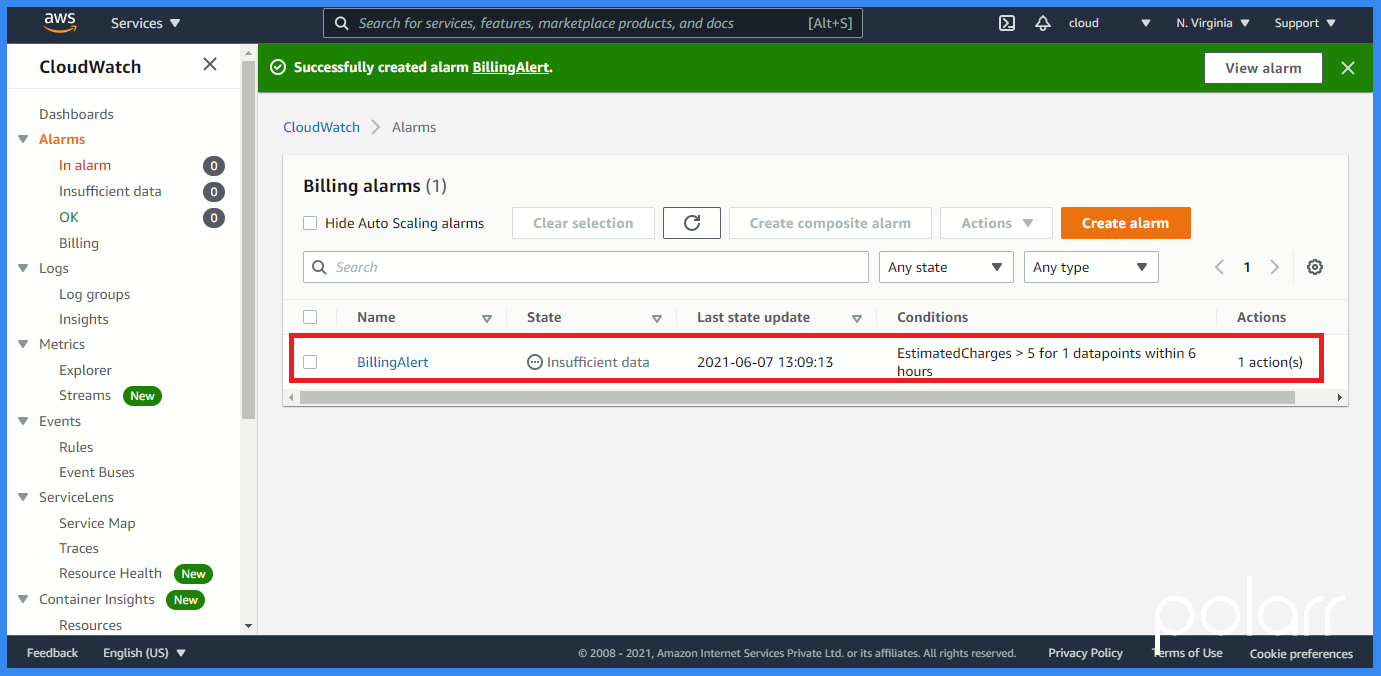 aws
Services
Search for services, features, marketplace products, and docs [Alt+S]
cloud
N. Virginia
Support
CloudWatch
Dashboards
Alarms
In alarm 0
Insufficient data 0
OK 0
Billing
Logs
Log groups
Insights
Metrics
Explorer
Streams New
Events
Rules
Event Buses
ServiceLens
Service Map
Traces
Resource Health New
Container Insights New
Resources
Successfully created alarm BillingAlert.
View alarm
CloudWatch Alarms
Billing alarms (1)
Hide Auto Scaling alarms
Clear selection
Create composite alarm
Actions
Create alarm
Search
Any state
Any type
1
Name State Last state update Conditions Actions
BillingAlert Insufficient data 2021-06-07 13:09:13 EstimatedCharges > 5 for 1 datapoints within 6
hours
1 action(s)
polarr
Feedback English (US) © 2008 - 2021, Amazon Internet Services Private Ltd. or its affiliates. All rights reserved. Privacy Policy Terms of Use Cookie preferences